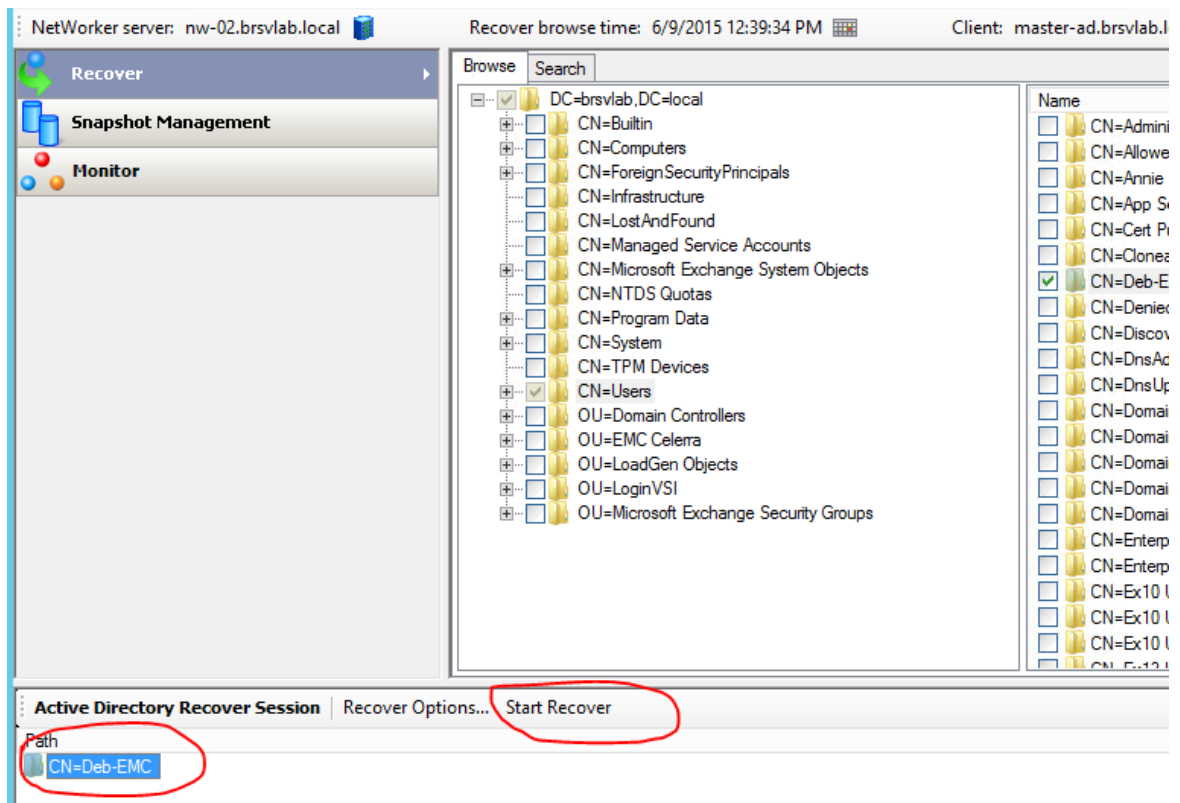 NetWorker server: nw-02.brsvlab.local Recover browse time: 6/9/2015 12:39:34 PM Client: master-ad.brsvlab.l
Recover
Snapshot Management
Monitor
Browse Search
DC=brsvlab,DC=local
CN=Builtin
CN=Computers
CN=ForeignSecurityPrincipals
CN=Infrastructure
CN=LostAndFound
CN=Managed Service Accounts
CN=Microsoft Exchange System Objects
CN=NTDS Quotas
CN=Program Data
CN=System
CN=TPM Devices
CN=Users
OU=Domain Controllers
OU=EMC Celerra
OU=LoadGen Objects
OU=LoginVSI
OU=Microsoft Exchange Security Groups
Name
CN=Admini
CN=Allowe
CN=Annie
CN=App S
CN=Cert P
CN=Clonea
CN=Deb-E
CN=Denied
CN=Discov
CN=DnsAd
CN=DnsUp
CN=Domai
CN=Domai
CN=Domai
CN=Domai
CN=Domai
CN=Enterp
CN=Enterp
CN=Ex10 U
CN=Ex10 U
CN=Ex10 U
Active Directory Recover Session Recover Options... Start Recover
Path
CN=Deb-EMC